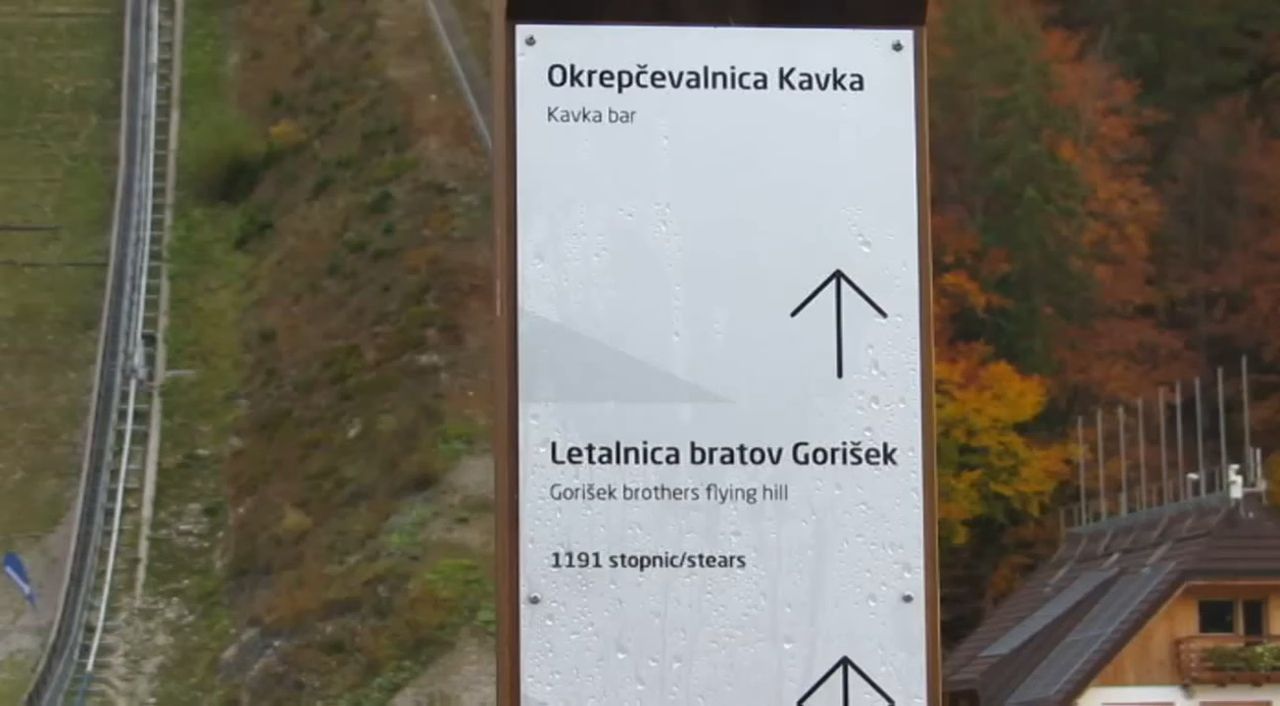 Okrepčevalnica Kavka
Kavka bar
Letalnica bratov Gorišek
Gorišek brothers flying hill
1191 stopnic/stears